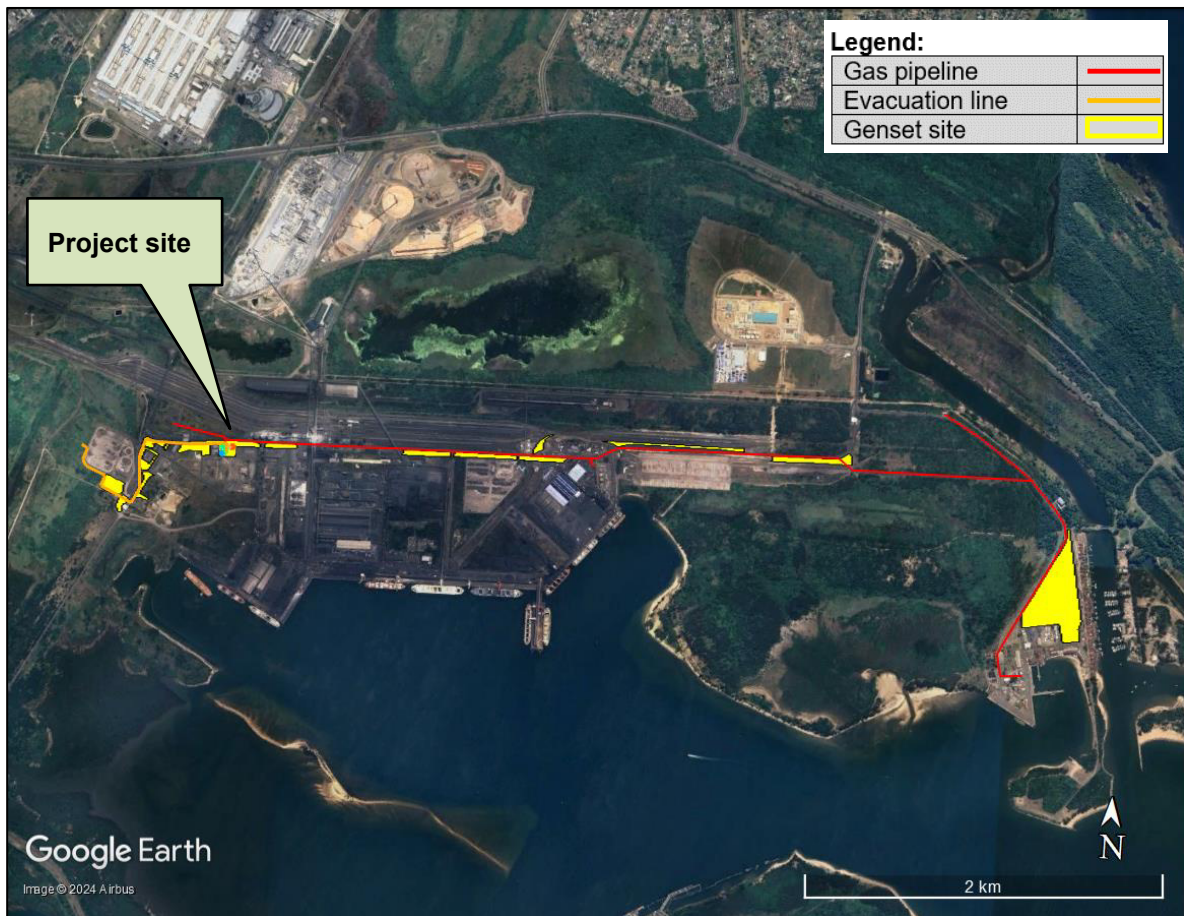 Legend:
Gas pipeline
Evacuation line
Genset site
Project site
Google Earth
Image © 2024 Airbus
N
2 km